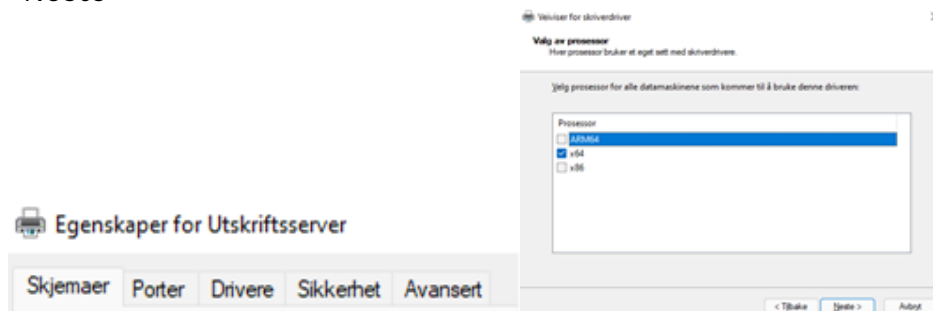 Neste
Veiviser for skriverdriver
Valg av prosessor
Hver prosessor bruker et eget sett med skriverdrivere.
Velg prosessor for alle datamaskinene som kommer til å bruke denne driveren:
Prosessor
ARM64
x64
x86
< Tilbake Neste > Avbryt
Egenskaper for Utskriftsserver
Skjemaer Porter Drivere Sikkerhet Avansert